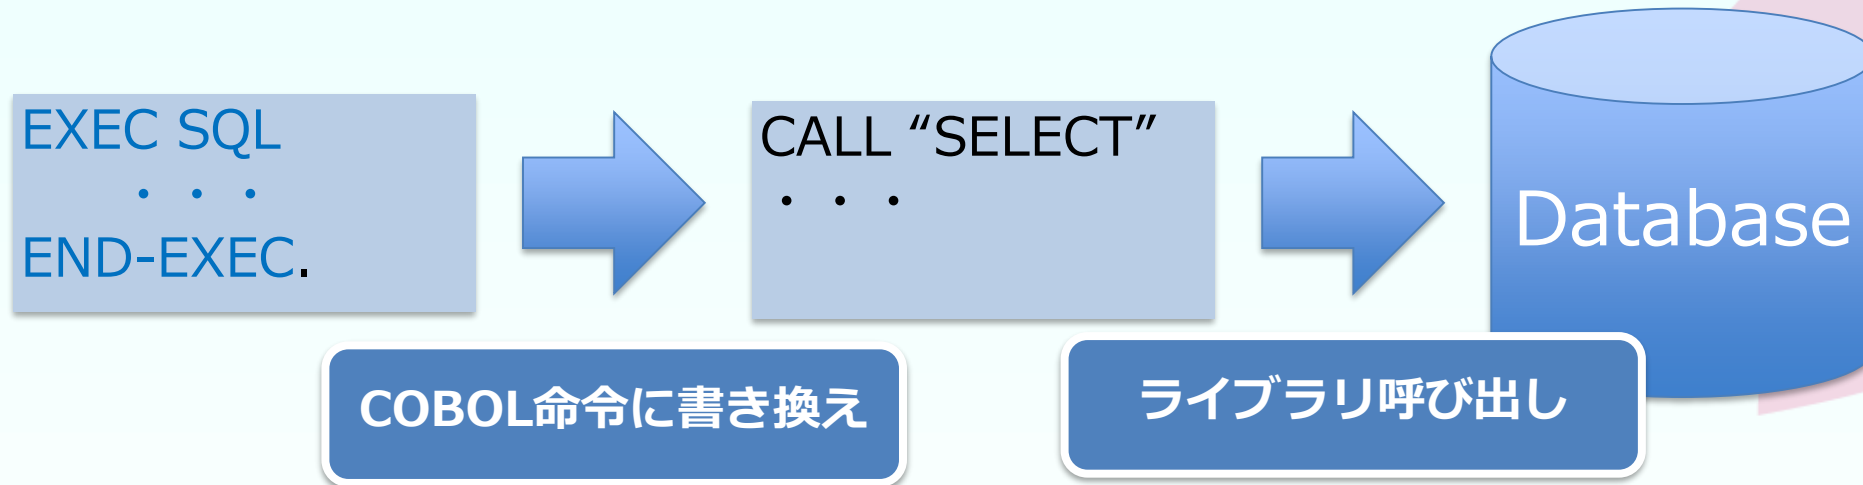 EXEC SQL
・・・
END-EXEC.
CALL “SELECT”
・・・
Database
COBOL命令に書き換え
ライブラリ呼び出し